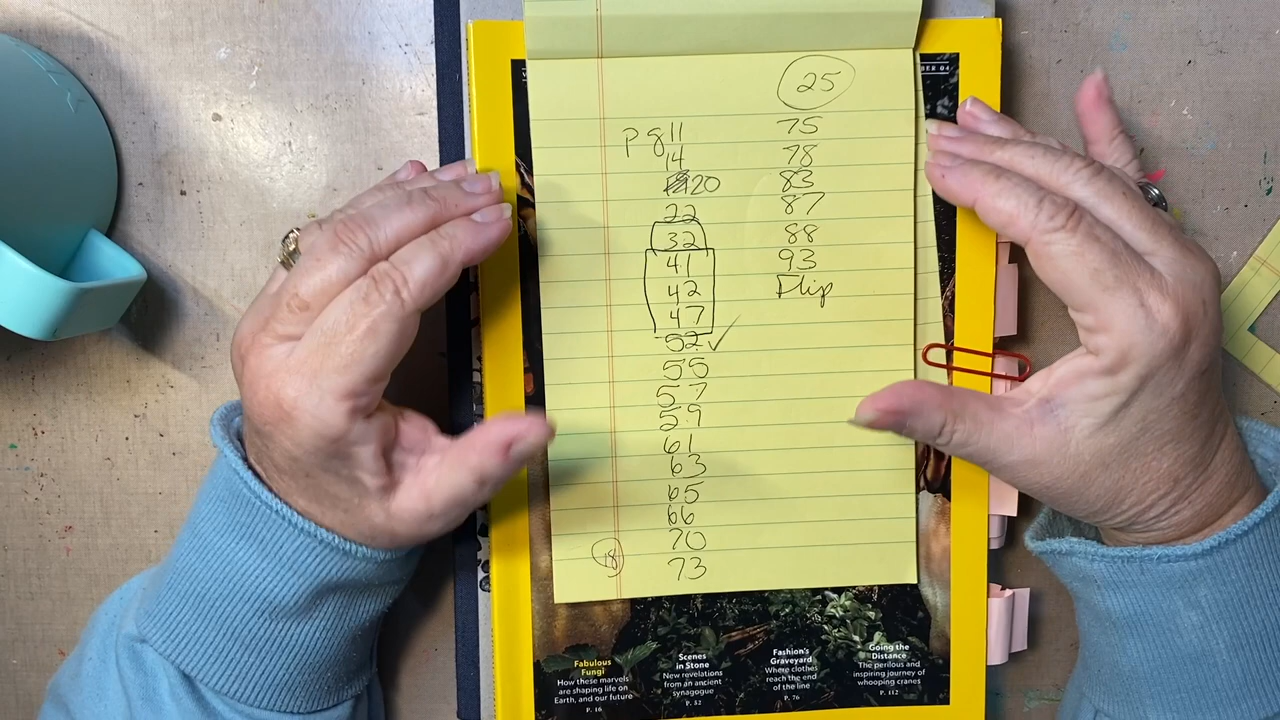 pg 11
14
20
22
32
41
42
47
52 ✓
55
57
59
61
63
65
66
70
18 73
25
75
78
83
87
88
93
Flip
BER 04
Fabulous
Fungi
How these marvels
are shaping life on
Earth, and our future
P. 16
Scenes
in Stone
New revelations
from an ancient
synagogue
P. 52
Fashion's
Graveyard
Where clothes
reach the end
of the line
P. 76
Going the
Distance
The perilous and
inspiring journey of
whooping cranes
P. 112